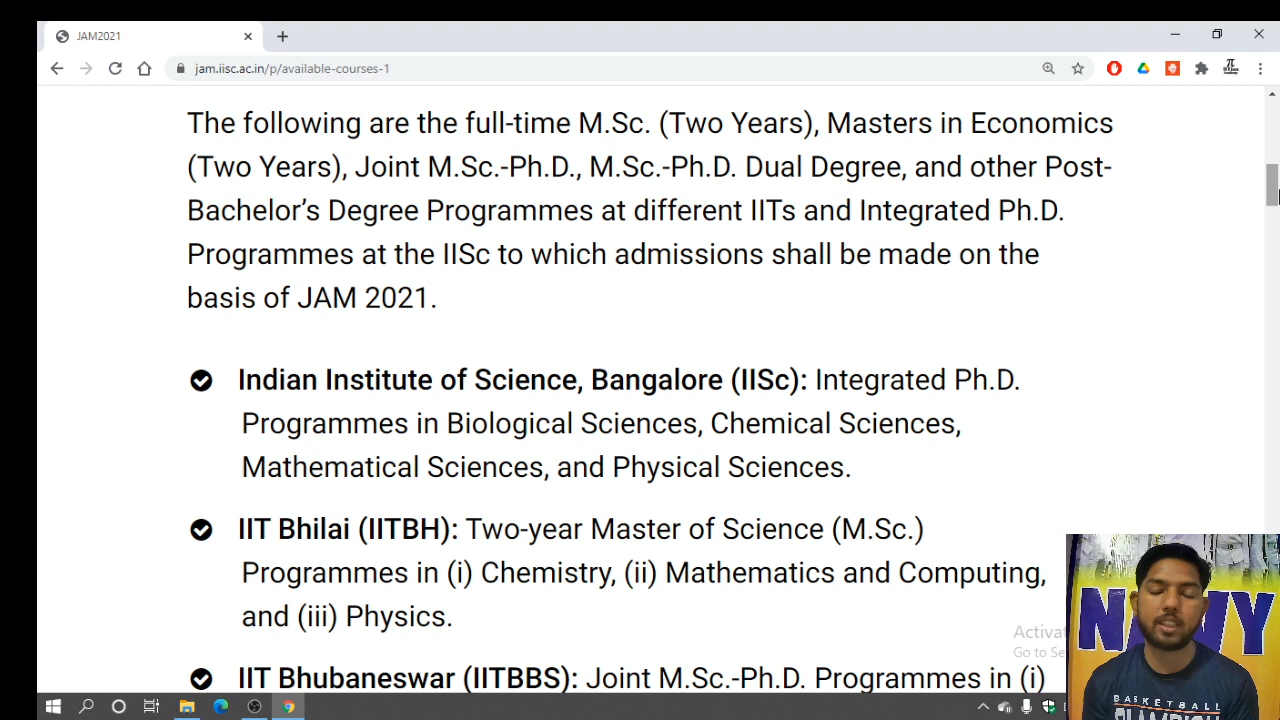 JAM2021
jam.iisc.ac.in/p/available-courses-1
The following are the full-time M.Sc. (Two Years), Masters in Economics
(Two Years), Joint M.Sc.-Ph.D., M.Sc.-Ph.D. Dual Degree, and other Post-
Bachelor’s Degree Programmes at different IITs and Integrated Ph.D.
Programmes at the IISc to which admissions shall be made on the
basis of JAM 2021.
Indian Institute of Science, Bangalore (IISc): Integrated Ph.D.
Programmes in Biological Sciences, Chemical Sciences,
Mathematical Sciences, and Physical Sciences.
IIT Bhilai (IITBH): Two-year Master of Science (M.Sc.)
Programmes in (i) Chemistry, (ii) Mathematics and Computing,
and (iii) Physics.
IIT Bhubaneswar (IITBBS): Joint M.Sc.-Ph.D. Programmes in (i)
Activat
Go to Se
NAVY
BASKETBALL